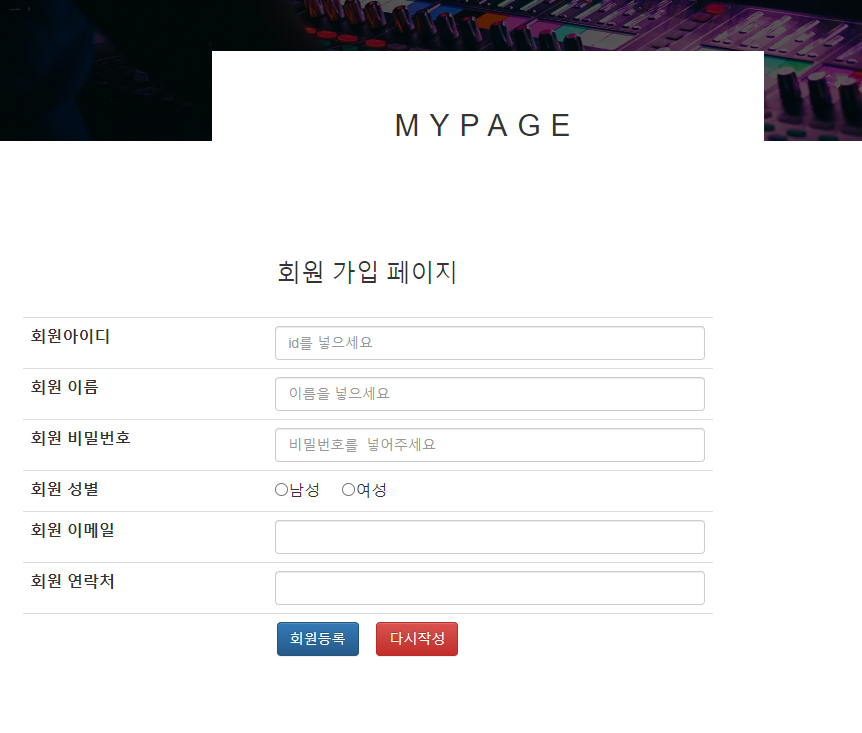 MYPAGE
회원 가입 페이지
회원아이디 id를 넣으세요
회원 이름 이름을 넣으세요
회원 비밀번호 비밀번호를 넣어주세요
회원 성별 남성 여성
회원 이메일
회원 연락처
회원등록 다시작성